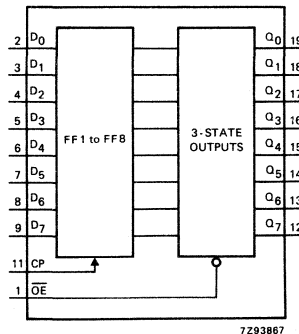 2 D0 Q0 19
3 D1 Q1 18
4 D2 Q2 17
5 D3 Q3 16
6 D4 Q4 15
7 D5 Q5 14
8 D6 Q6 13
9 D7 Q7 12
FF1 to FF8
3-STATE
OUTPUTS
11 CP
1 O̅E̅
7Z93867